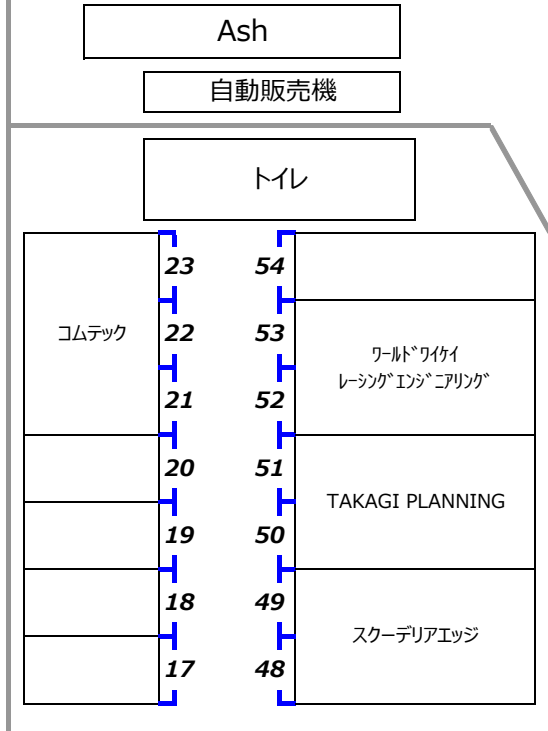 Ash
自動販売機
トイレ
23 54
コムテック 22 53
ﾜｰﾙﾄﾞﾜｲｹｲ
ﾚｰｼﾝｸﾞｴﾝｼﾞﾆｱﾘﾝｸﾞ
21 52
20 51
TAKAGI PLANNING
19 50
18 49
スクーデリアエッジ
17 48